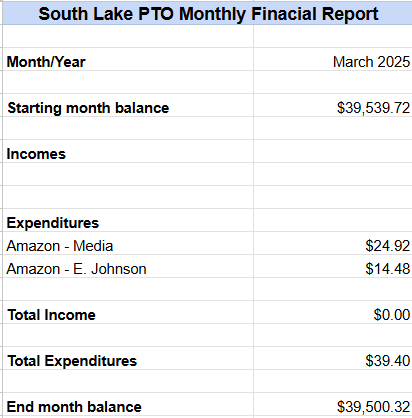 South Lake PTO Monthly Finacial Report
Month/Year March 2025
Starting month balance $39,539.72
Incomes
Expenditures
Amazon - Media $24.92
Amazon - E. Johnson $14.48
Total Income $0.00
Total Expenditures $39.40
End month balance $39,500.32